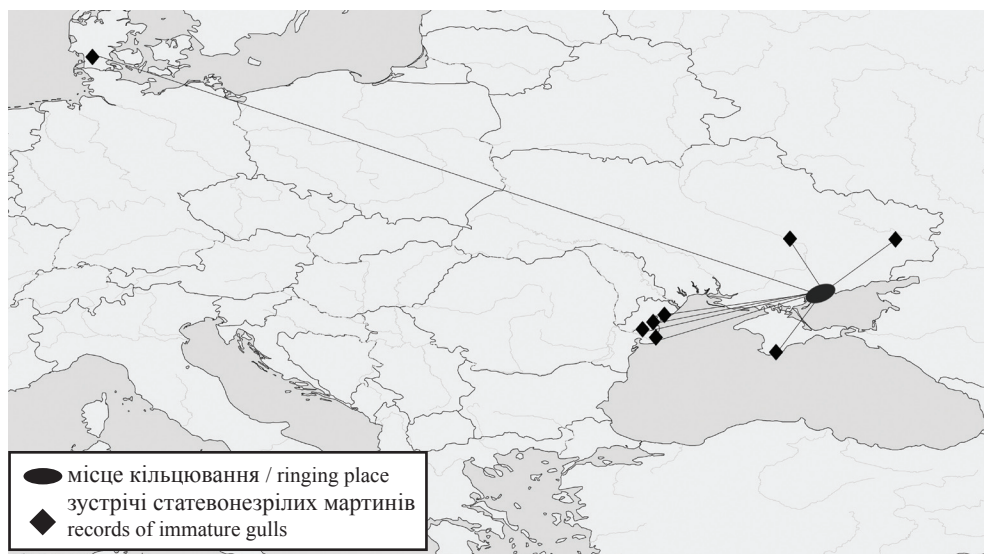 місце кільцювання / ringing place
зустрічі статевонезрілих мартинів
records of immature gulls